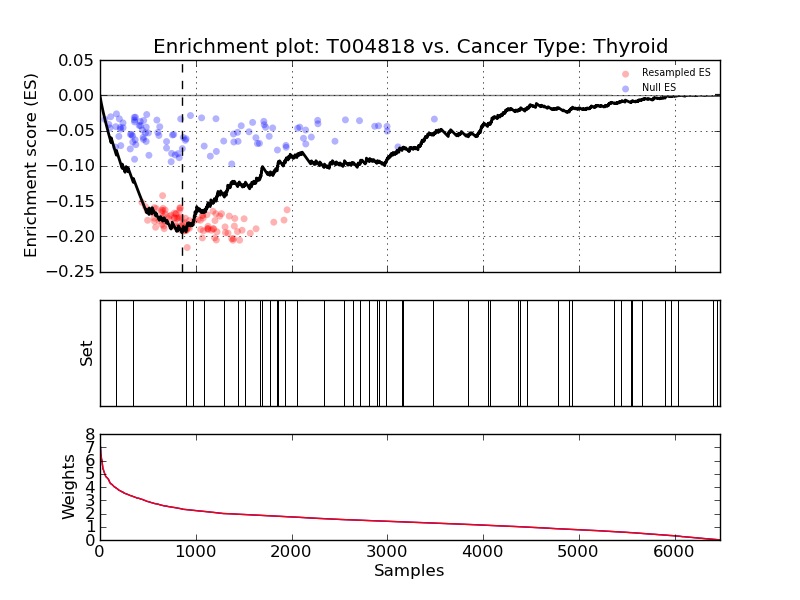 Enrichment plot: T004818 vs. Cancer Type: Thyroid
Enrichment score (ES)
0.05
0.00
−0.05
−0.10
−0.15
−0.20
−0.25
Resampled ES
Null ES
Set
Weights
8
7
6
5
4
3
2
1
0
0 1000 2000 3000 4000 5000 6000
Samples